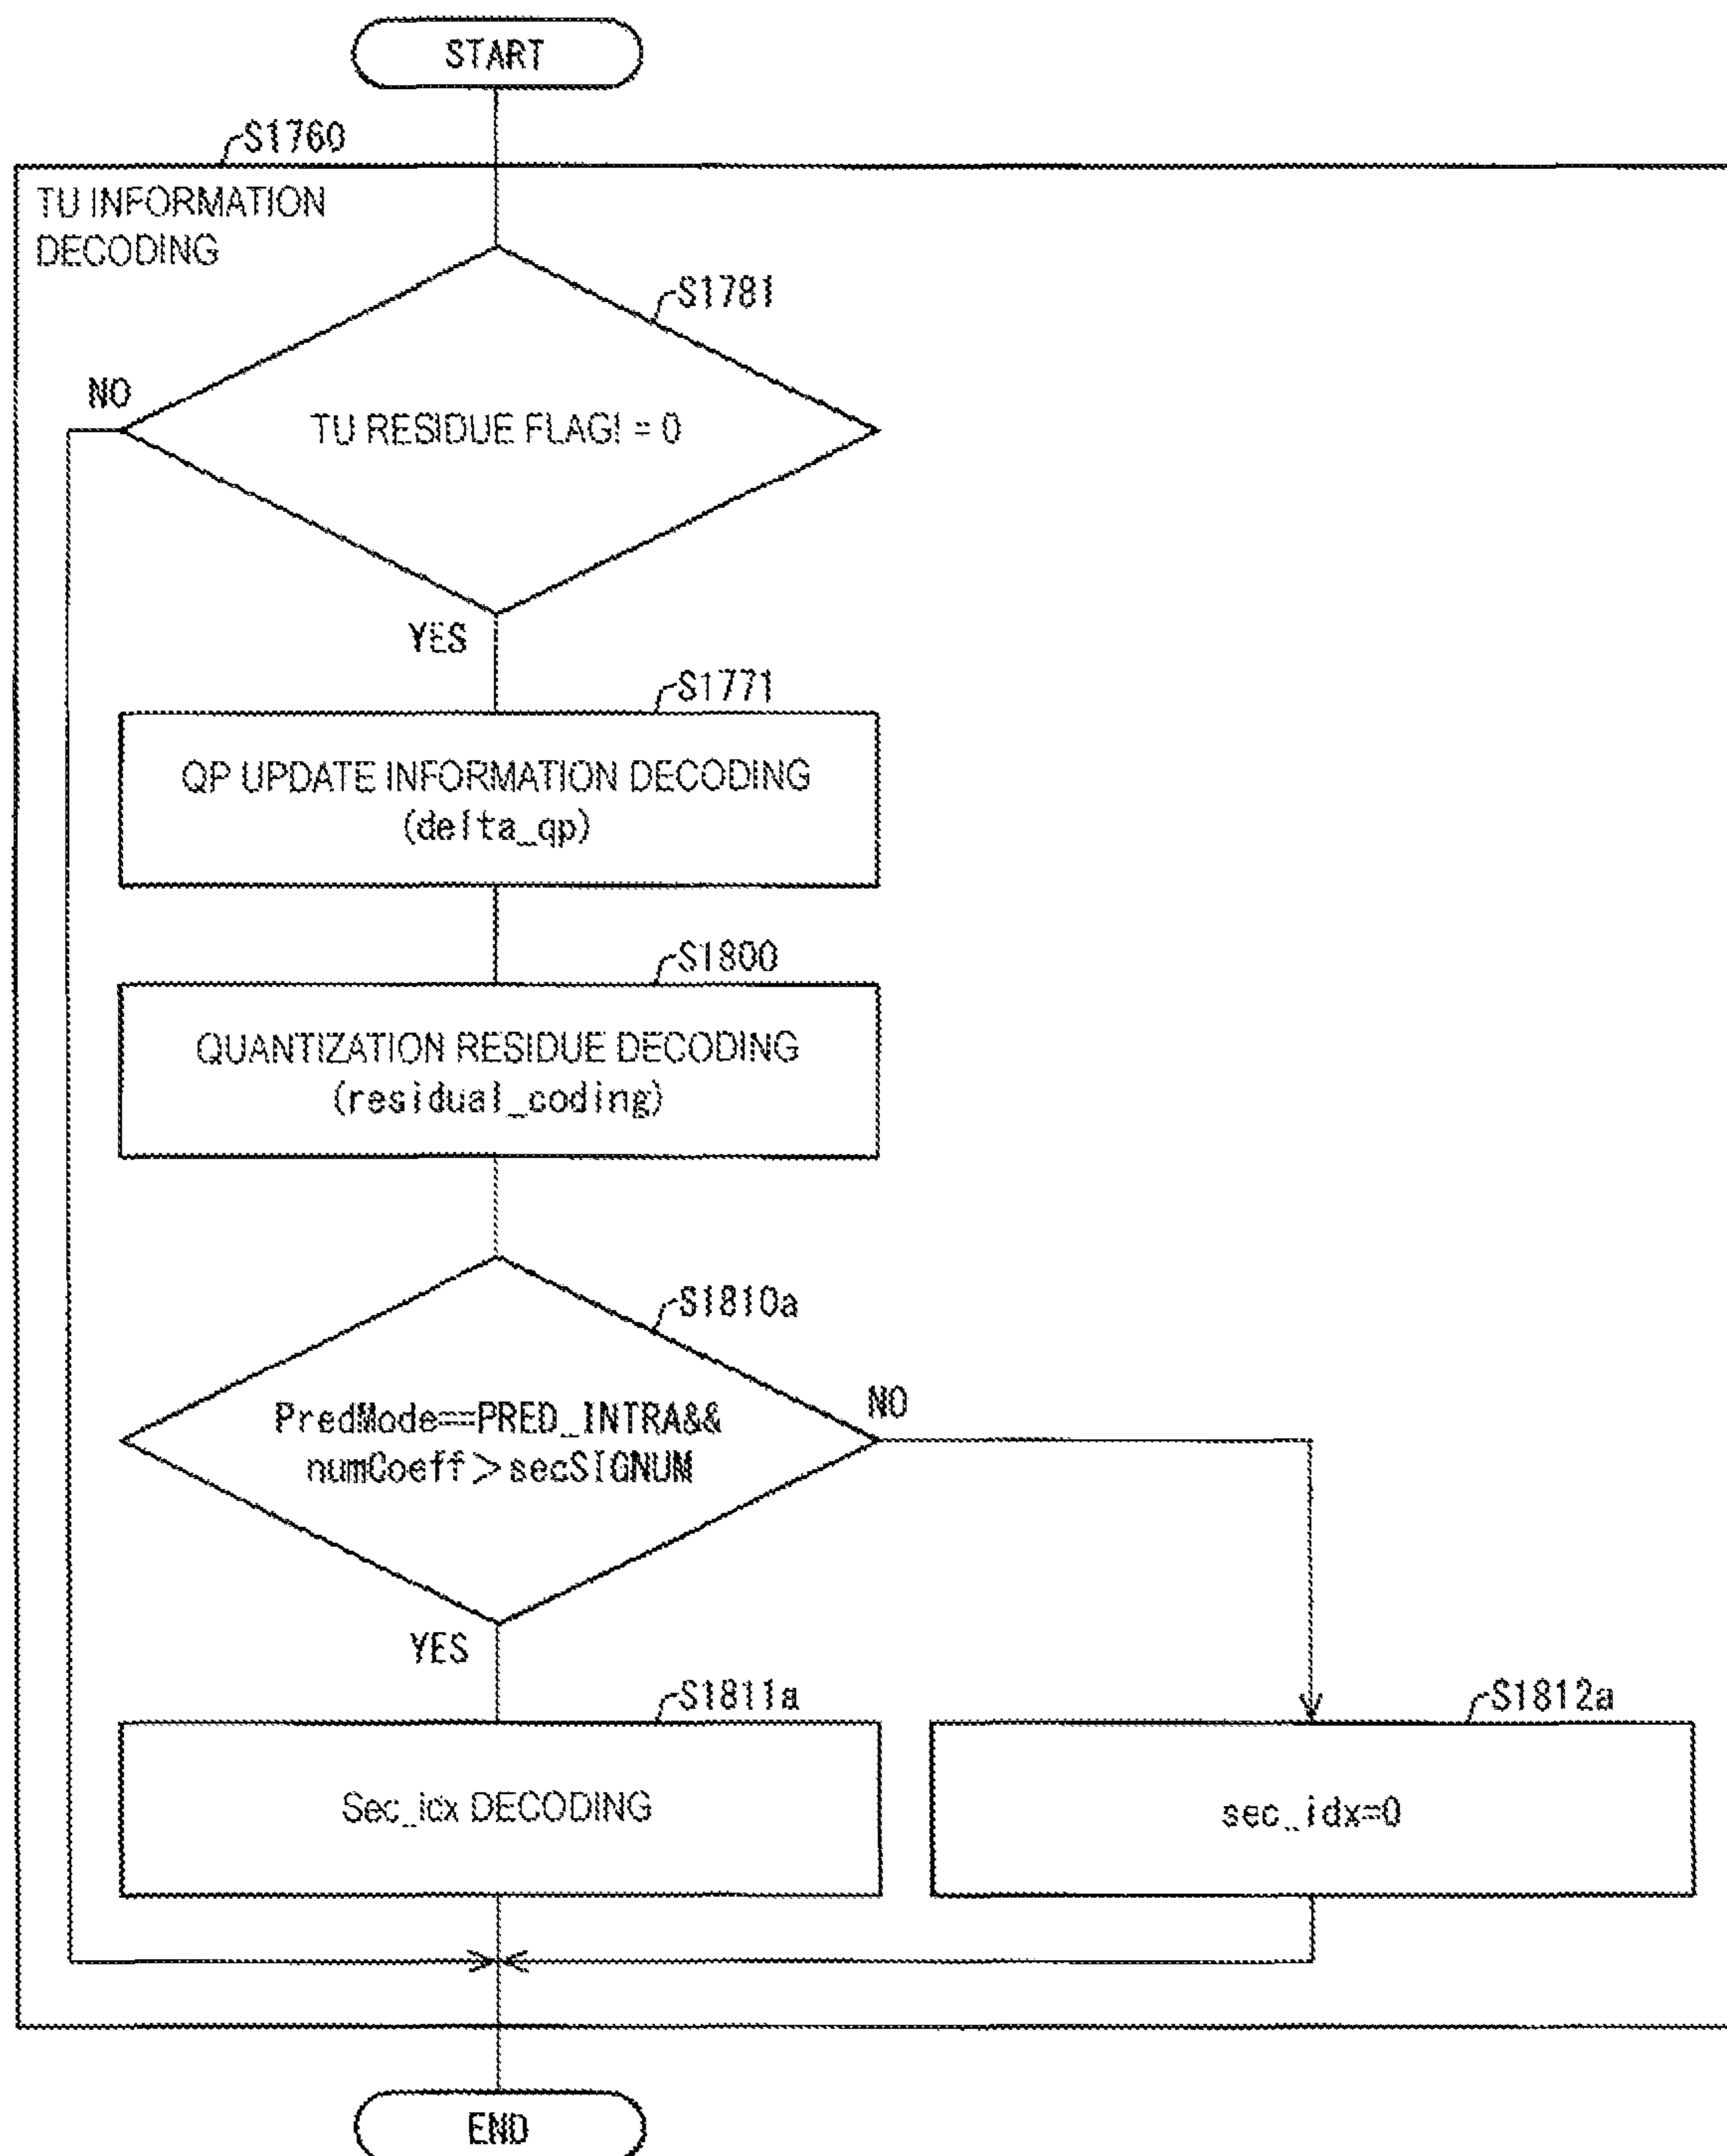 START
S1760
TU INFORMATION
DECODING
S1781
NO
TU RESIDUE FLAG! = 0
YES
S1771
QP UPDATE INFORMATION DECODING
(delta_qp)
S1800
QUANTIZATION RESIDUE DECODING
(residual_coding)
S1810a
PredMode==PRED_INTRA&&
numCoeff>secSIGNUM
NO
YES
S1811a
S1812a
Sec_idx DECODING
sec_idx=0
END